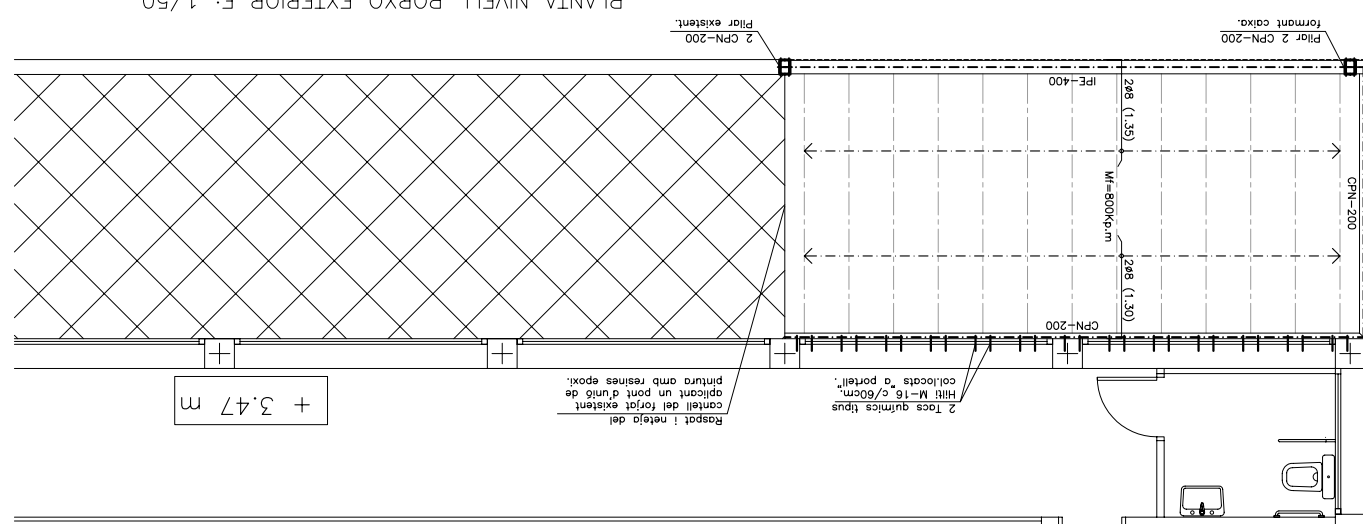 2 Tacs químics tipus
Hilti M-16 c/60cm.
col.locats "a portell".
Raspat i neteja del
cantell del forjat existent
aplicant un pont d'unió de
pintura amb resines epoxi.
+ 3.47 m
CPN-200
2ø8 (1.30)
CPN-200
Mf=800Kp.m
2ø8 (1.35)
IPE-400
Pilar 2 CPN-200
formant caixa.
2 CPN-200
Pilar existent.
PLANTA NIVELL PORXO EXTERIOR E: 1/50